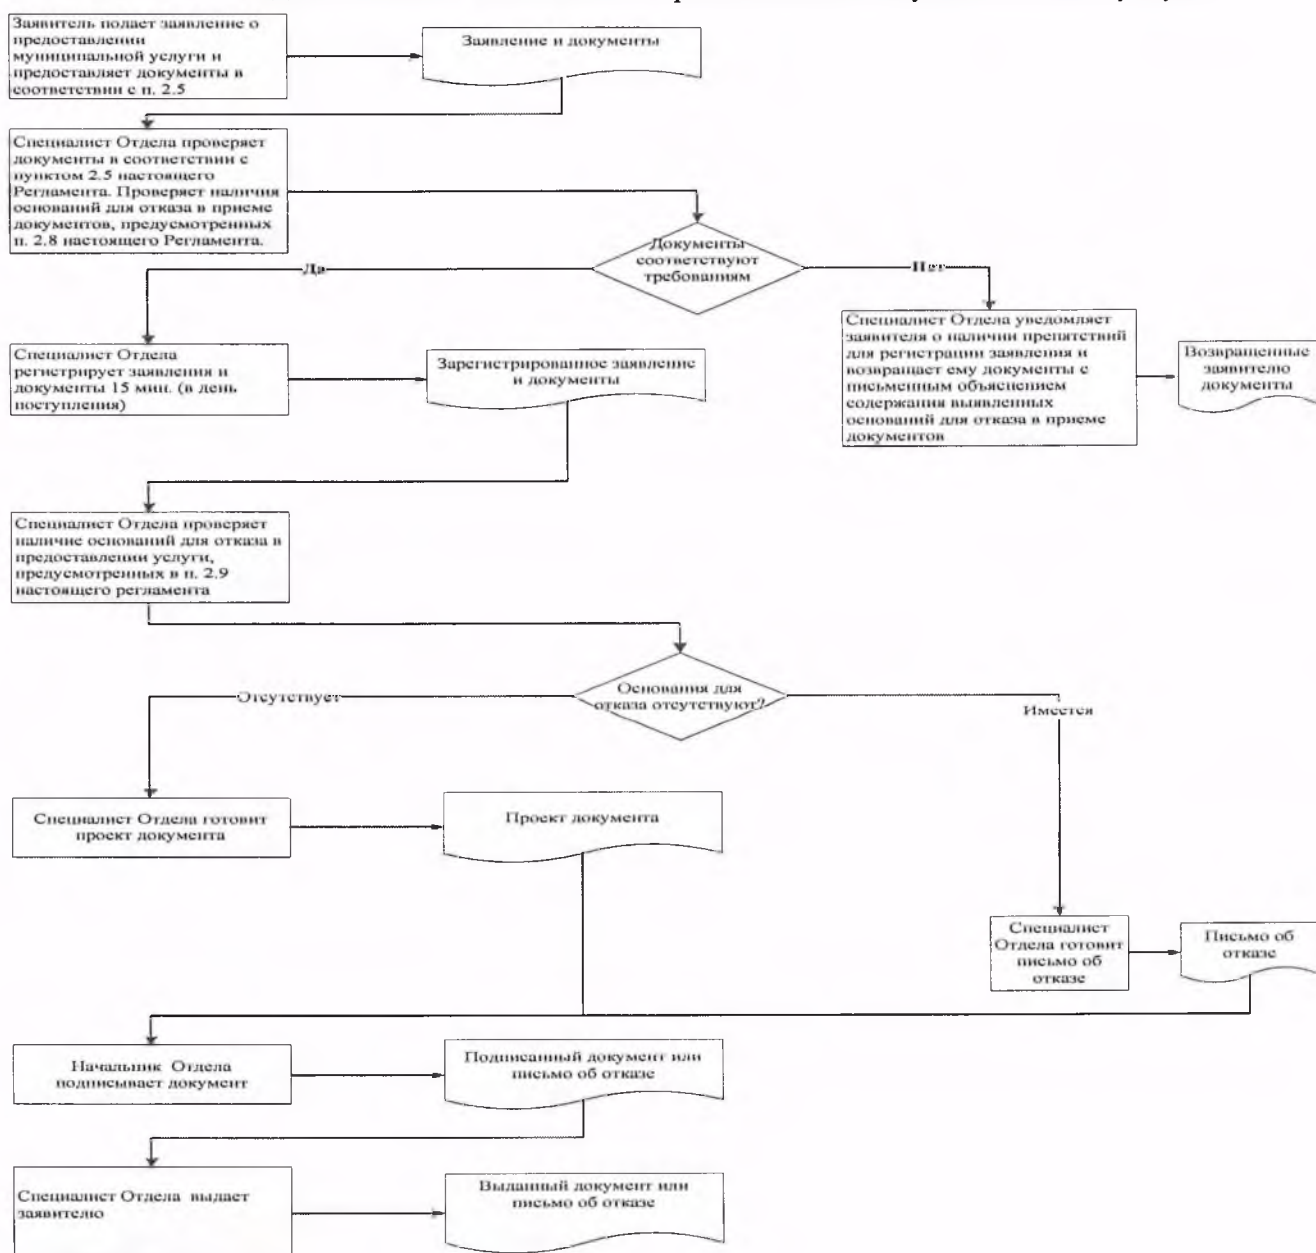 Заявитель подает заявление о
предоставлении
муниципальной услуги и
предоставляет документы в
соответствии с п. 2.5
Заявление и документы
Специалист Отдела проверяет
документы в соответствии с
пунктом 2.5 настоящего
Регламента. Проверяет наличия
оснований для отказа в приеме
документов, предусмотренных
п. 2.8 настоящего Регламента.
Документы
соответствуют
требованиям
Да
Нет
Специалист Отдела
регистрирует заявления и
документы 15 мин. (в день
поступления)
Зарегистрированное заявление
и документы
Специалист Отдела уведомляет
заявителя о наличии препятствий
для регистрации заявления и
возвращает ему документы с
письменным объяснением
содержания выявленных
оснований для отказа в приеме
документов
Возвращенные
заявителю
документы
Специалист Отдела проверяет
наличие оснований для отказа в
предоставлении услуги,
предусмотренных в п. 2.9
настоящего регламента
Основания для
отказа отсутствуют?
Отсутствует
Имеется
Специалист Отдела готовит
проект документа
Проект документа
Специалист
Отдела готовит
письмо об
отказе
Письмо об
отказе
Начальник Отдела
подписывает документ
Подписанный документ или
письмо об отказе
Специалист Отдела выдает
заявителю
Выданный документ или
письмо об отказе